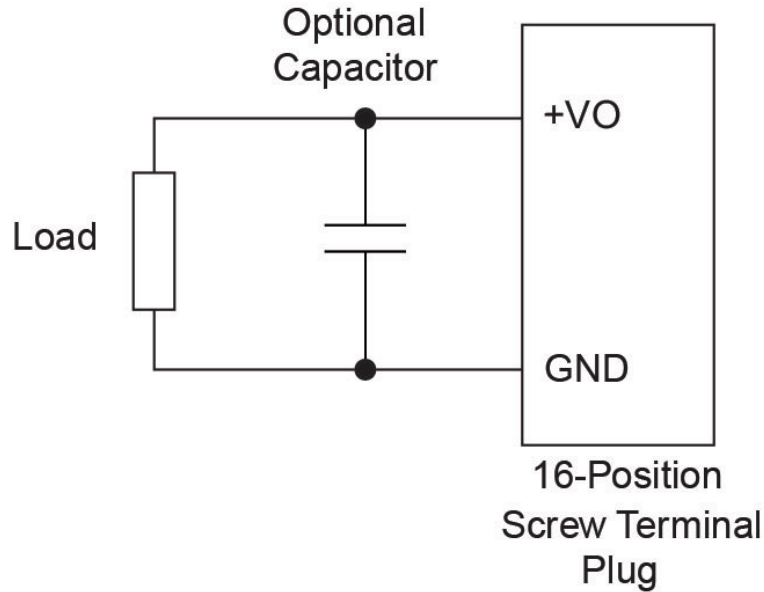 Optional
Capacitor
+VO
Load
GND
16-Position
Screw Terminal
Plug